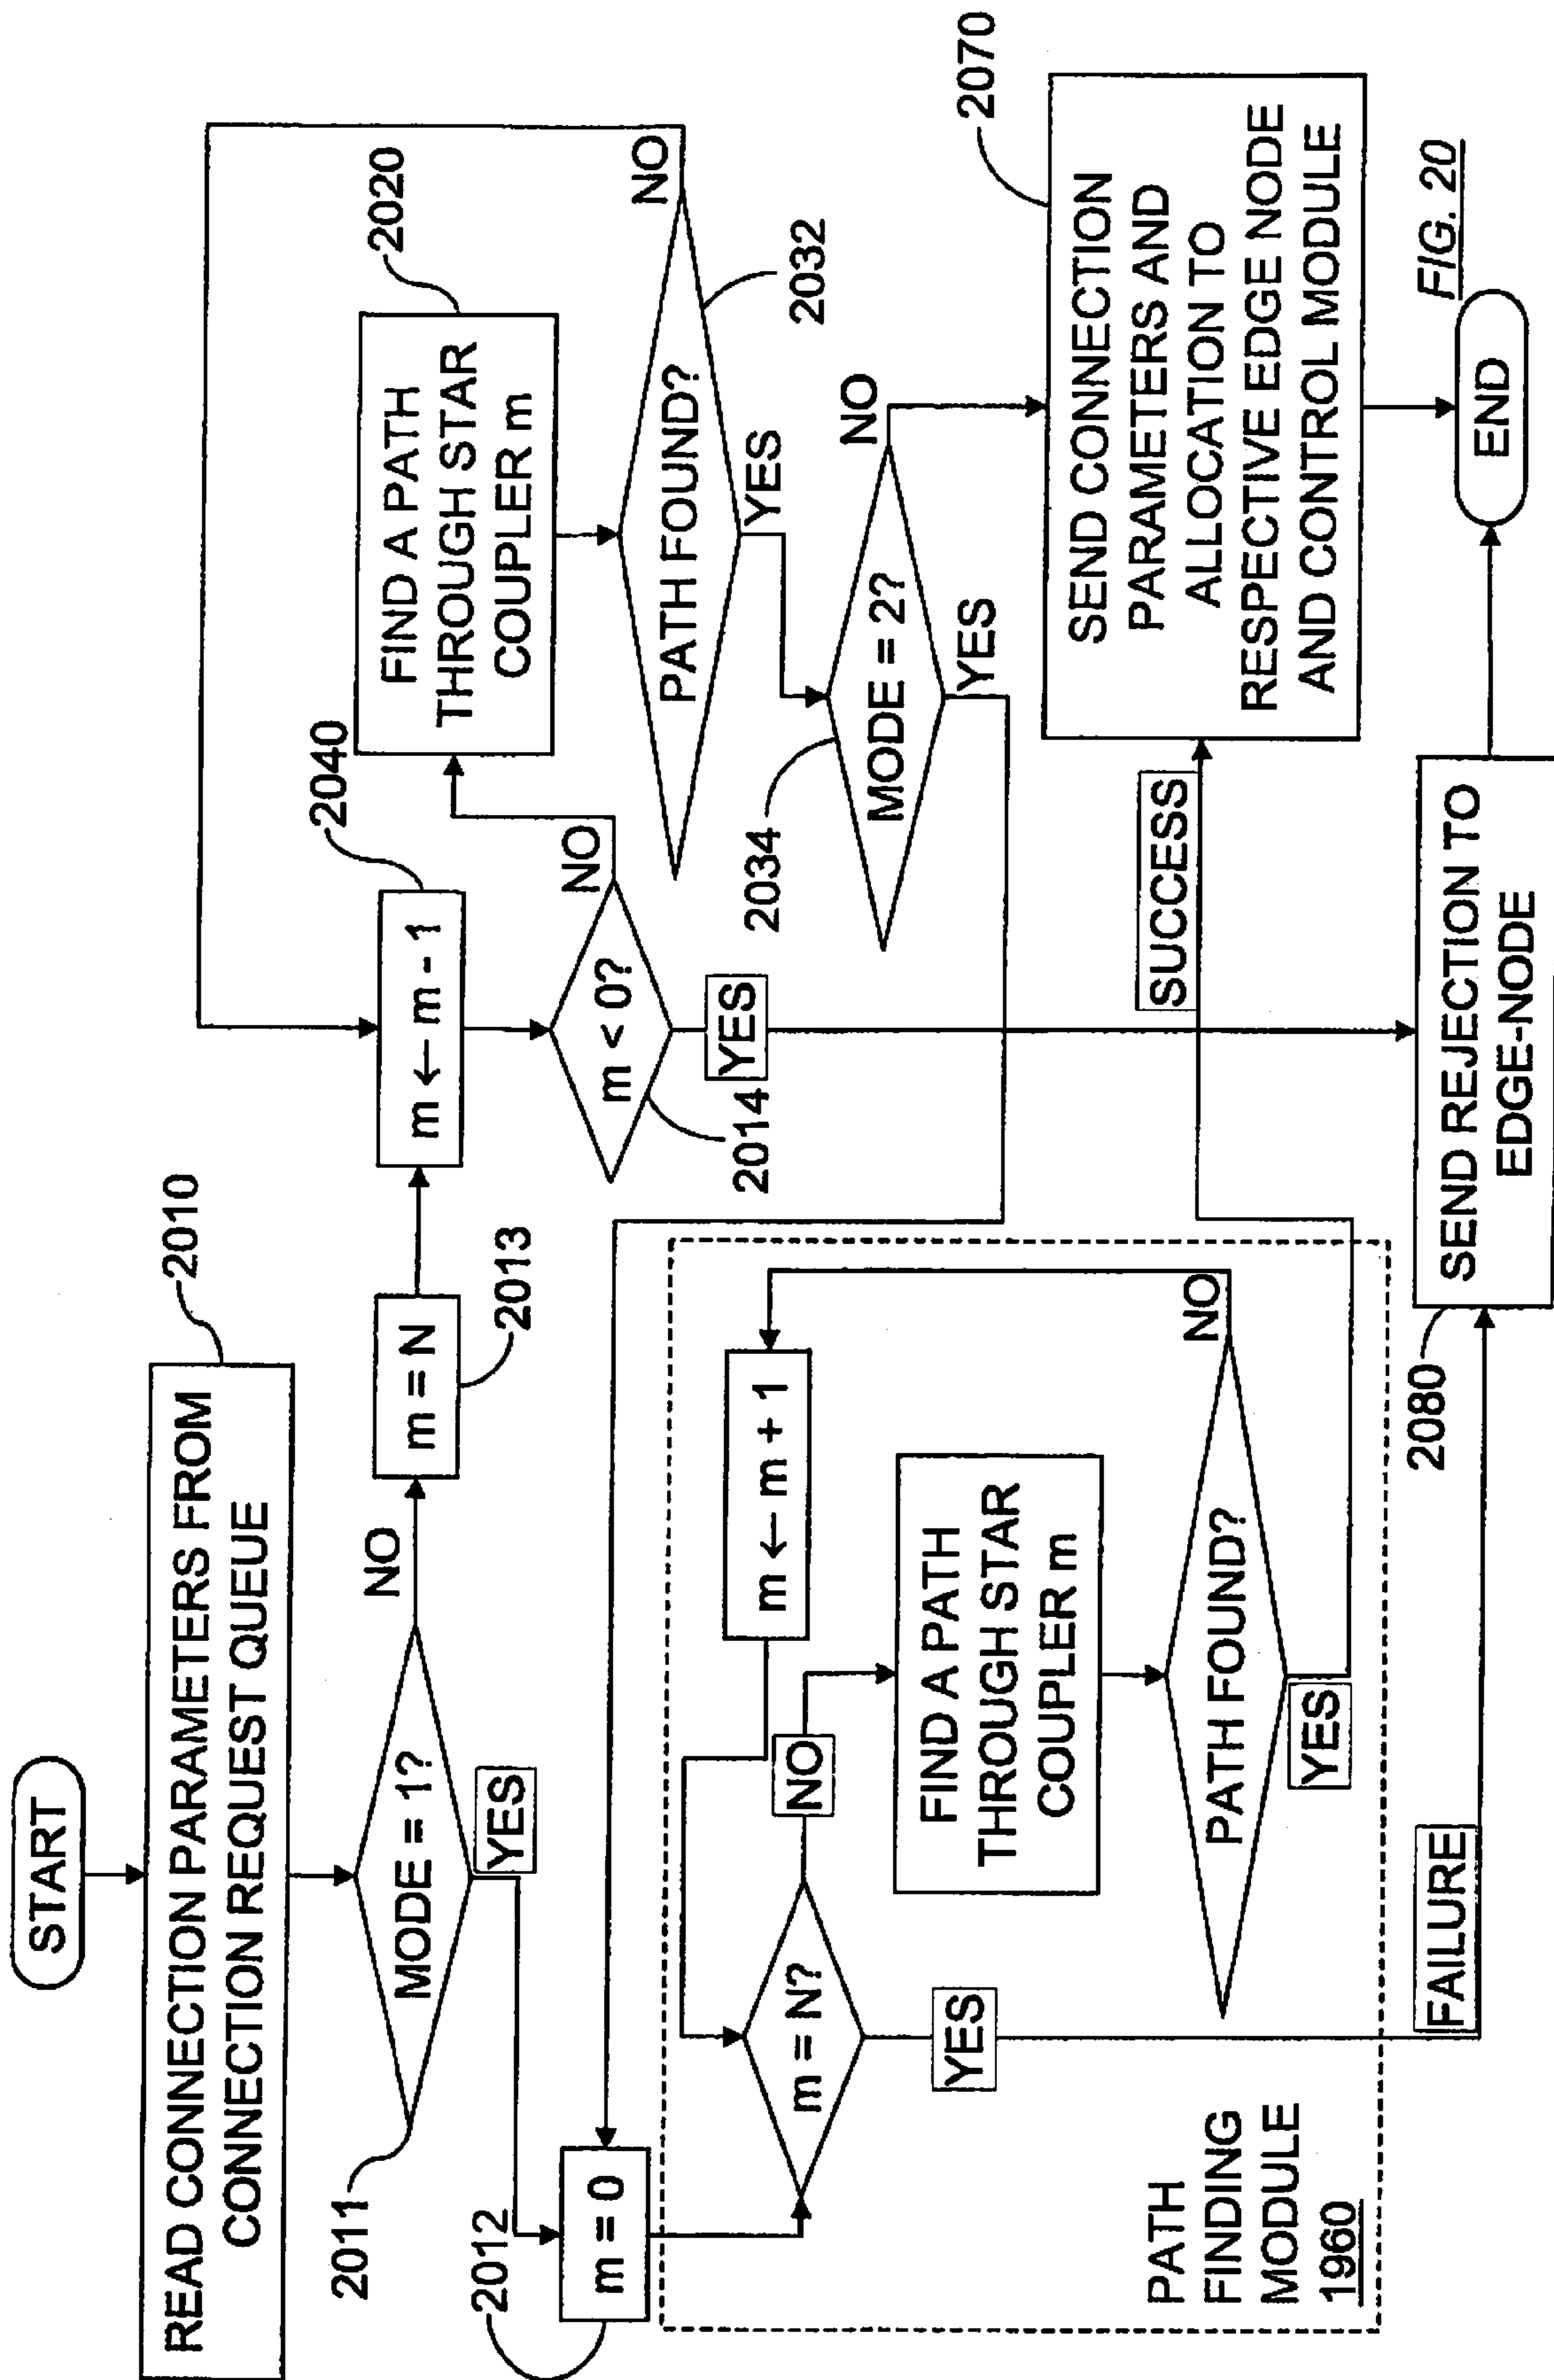 START
READ CONNECTION PARAMETERS FROM
CONNECTION REQUEST QUEUE
2010
MODE = 1?
2011
NO
YES
m = N
2013
m ← m - 1
2040
m < 0?
2014
NO
YES
FIND A PATH
THROUGH STAR
COUPLER m
2020
PATH FOUND?
2032
NO
YES
MODE = 2?
2034
NO
YES
m = 0
2012
m = N?
NO
YES
m ← m + 1
FIND A PATH
THROUGH STAR
COUPLER m
PATH FOUND?
NO
YES
PATH
FINDING
MODULE
1960
SUCCESS
FAILURE
SEND CONNECTION
PARAMETERS AND
ALLOCATION TO
RESPECTIVE EDGE NODE
AND CONTROL MODULE
2070
SEND REJECTION TO
EDGE-NODE
2080
END
FIG. 20